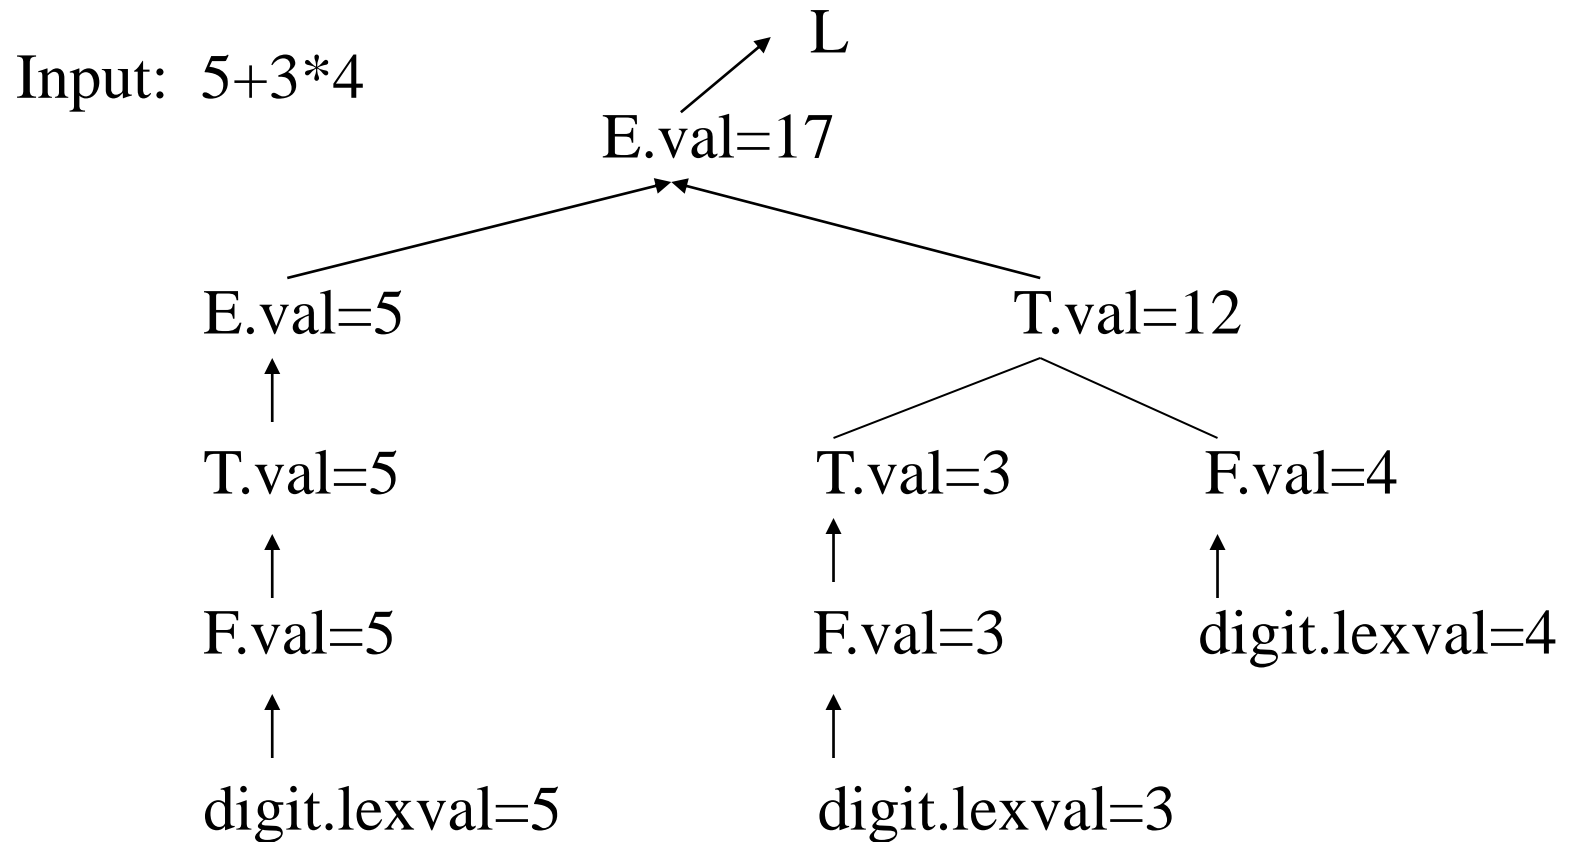 L
Input: 5+3*4
E.val=17
E.val=5 T.val=12
T.val=5 T.val=3 F.val=4
F.val=5 F.val=3 digit.lexval=4
digit.lexval=5 digit.lexval=3